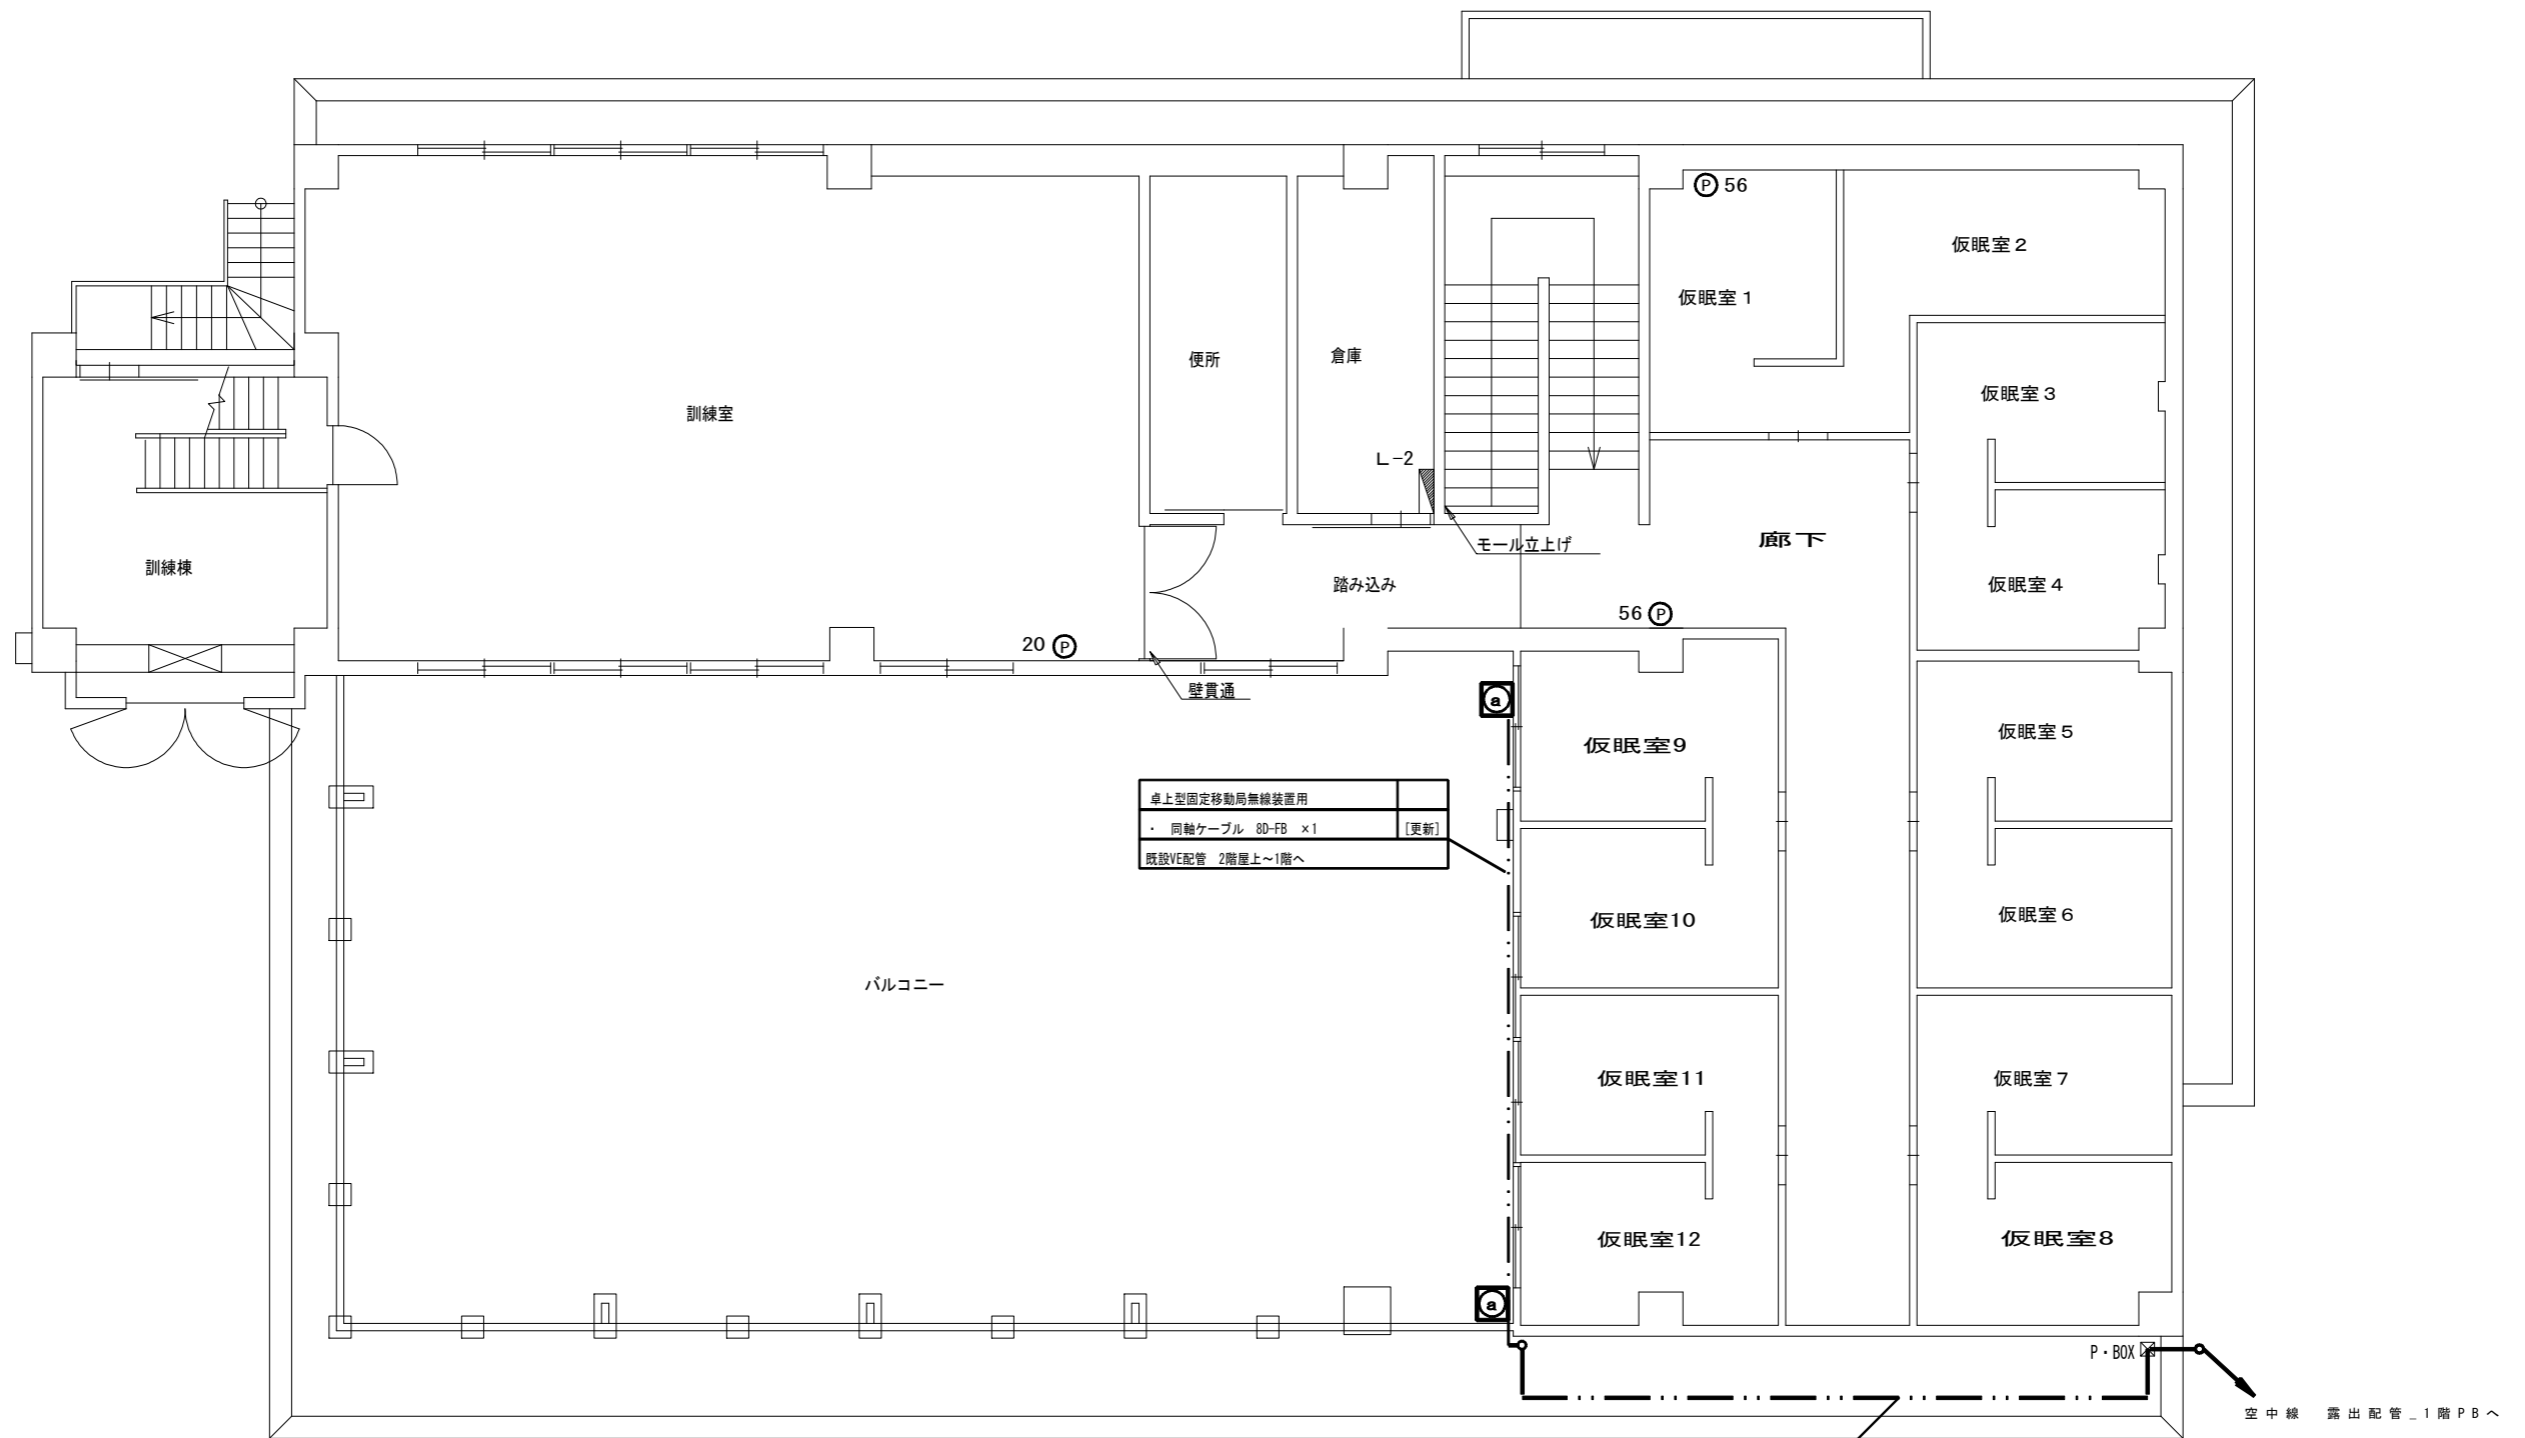 Ⓟ 56
仮眠室２
仮眠室１
便所
倉庫
仮眠室３
訓練室
L-2
廊下
モール立上げ
訓練棟
踏み込み
仮眠室４
56 Ⓟ
20 Ⓟ
壁貫通
a
仮眠室５
仮眠室9
卓上型固定移動局無線装置用
・ 同軸ケーブル 8D-FB ×1 [更新]
既設VE配管 2階屋上～1階へ
仮眠室10
仮眠室６
バルコニー
仮眠室11
仮眠室７
仮眠室12
仮眠室8
a
P・BOX
空中線 露出配管_1階PBへ